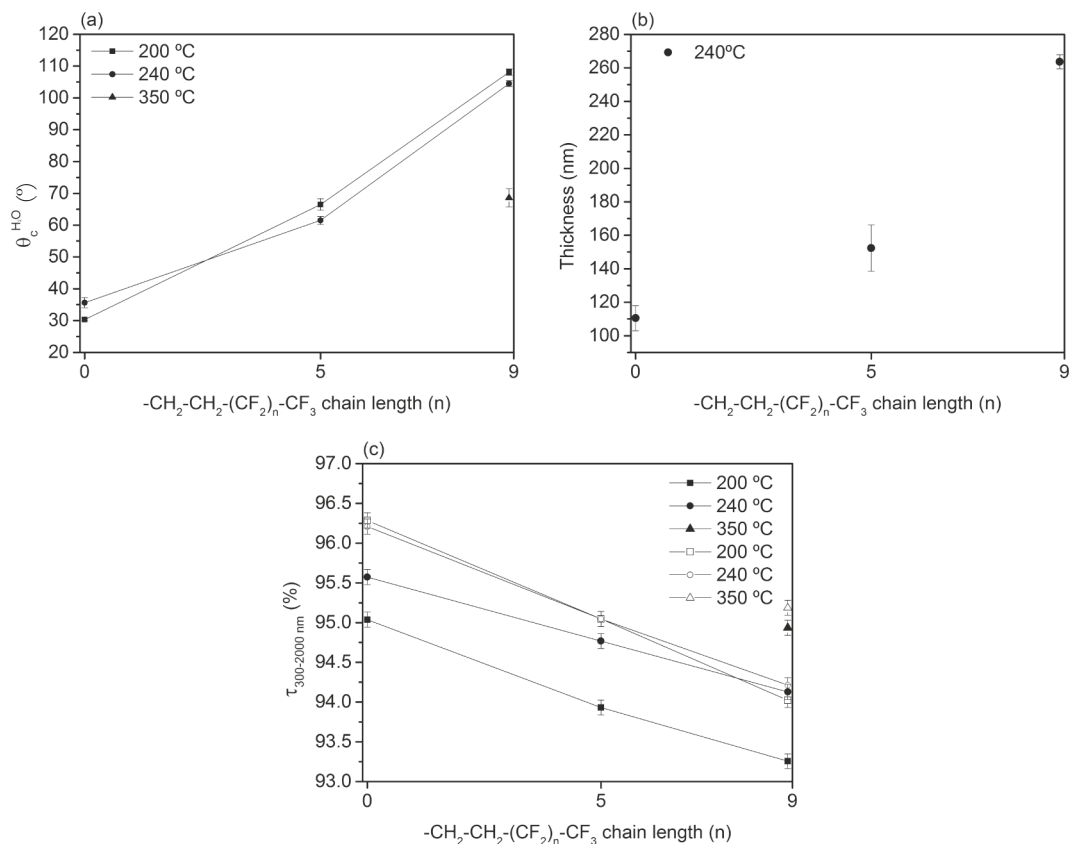 (a)
120
110
100
90
80
70
60
50
40
30
20
200 ºC
240 ºC
350 ºC
θc H2O (º)
0 5 9
-CH2-CH2-(CF2)n-CF3 chain length (n)
(b)
280
260
240
220
200
180
160
140
120
100
240ºC
Thickness (nm)
0 5 9
-CH2-CH2-(CF2)n-CF3 chain length (n)
(c)
97.0
96.5
96.0
95.5
95.0
94.5
94.0
93.5
93.0
200 ºC
240 ºC
350 ºC
200 ºC
240 ºC
350 ºC
τ300-2000 nm (%)
0 5 9
-CH2-CH2-(CF2)n-CF3 chain length (n)